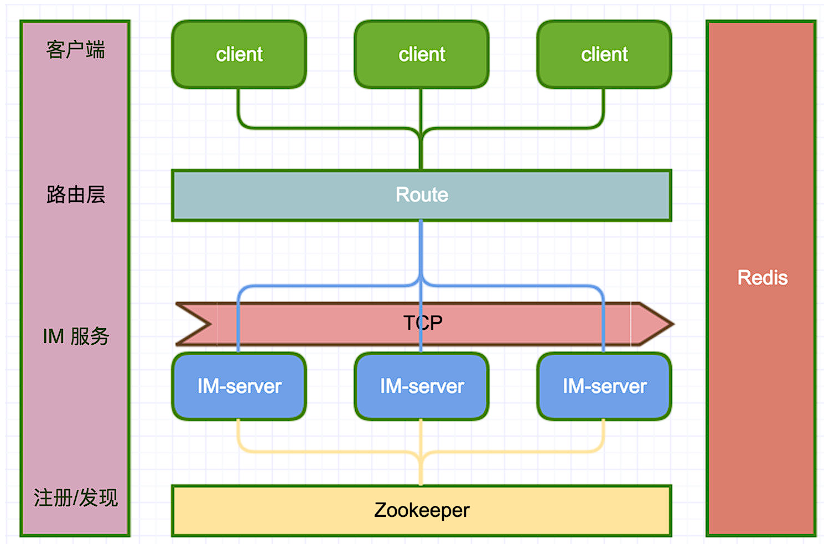 客户端
client
client
client
路由层
Route
Redis
TCP
IM 服务
IM-server
IM-server
IM-server
注册/发现
Zookeeper